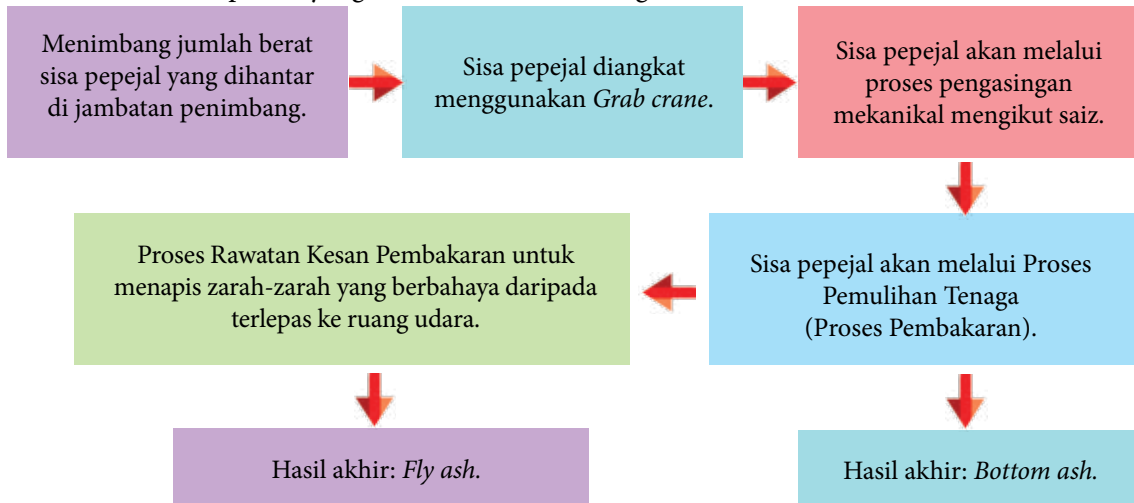 Menimbang jumlah berat
sisa pepejal yang dihantar
di jambatan penimbang.
Sisa pepejal diangkat
menggunakan Grab crane.
Sisa pepejal akan melalui
proses pengasingan
mekanikal mengikut saiz.
Sisa pepejal akan melalui Proses
Pemulihan Tenaga
(Proses Pembakaran).
Proses Rawatan Kesan Pembakaran untuk
menapis zarah-zarah yang berbahaya daripada
terlepas ke ruang udara.
Hasil akhir: Fly ash.
Hasil akhir: Bottom ash.